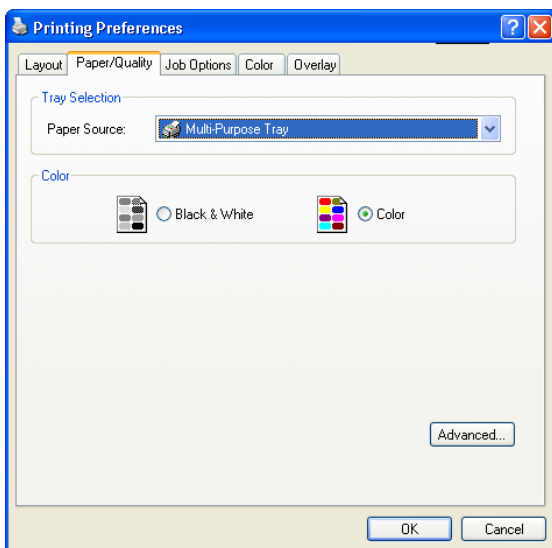 Printing Preferences
Layout Paper/Quality Job Options Color Overlay
Tray Selection
Paper Source: Multi-Purpose Tray
Color
Black & White Color
Advanced...
OK Cancel